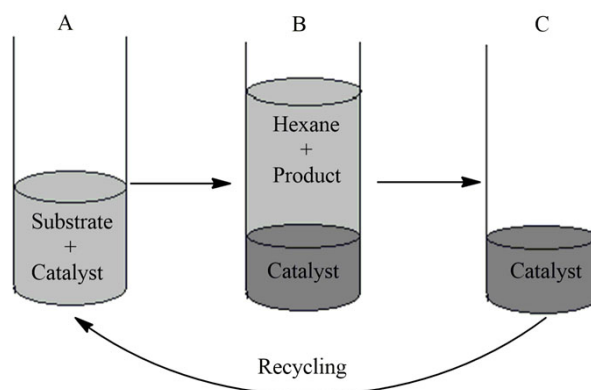 A
B
C
Hexane
+
Product
Substrate
+
Catalyst
Catalyst
Catalyst
Recycling